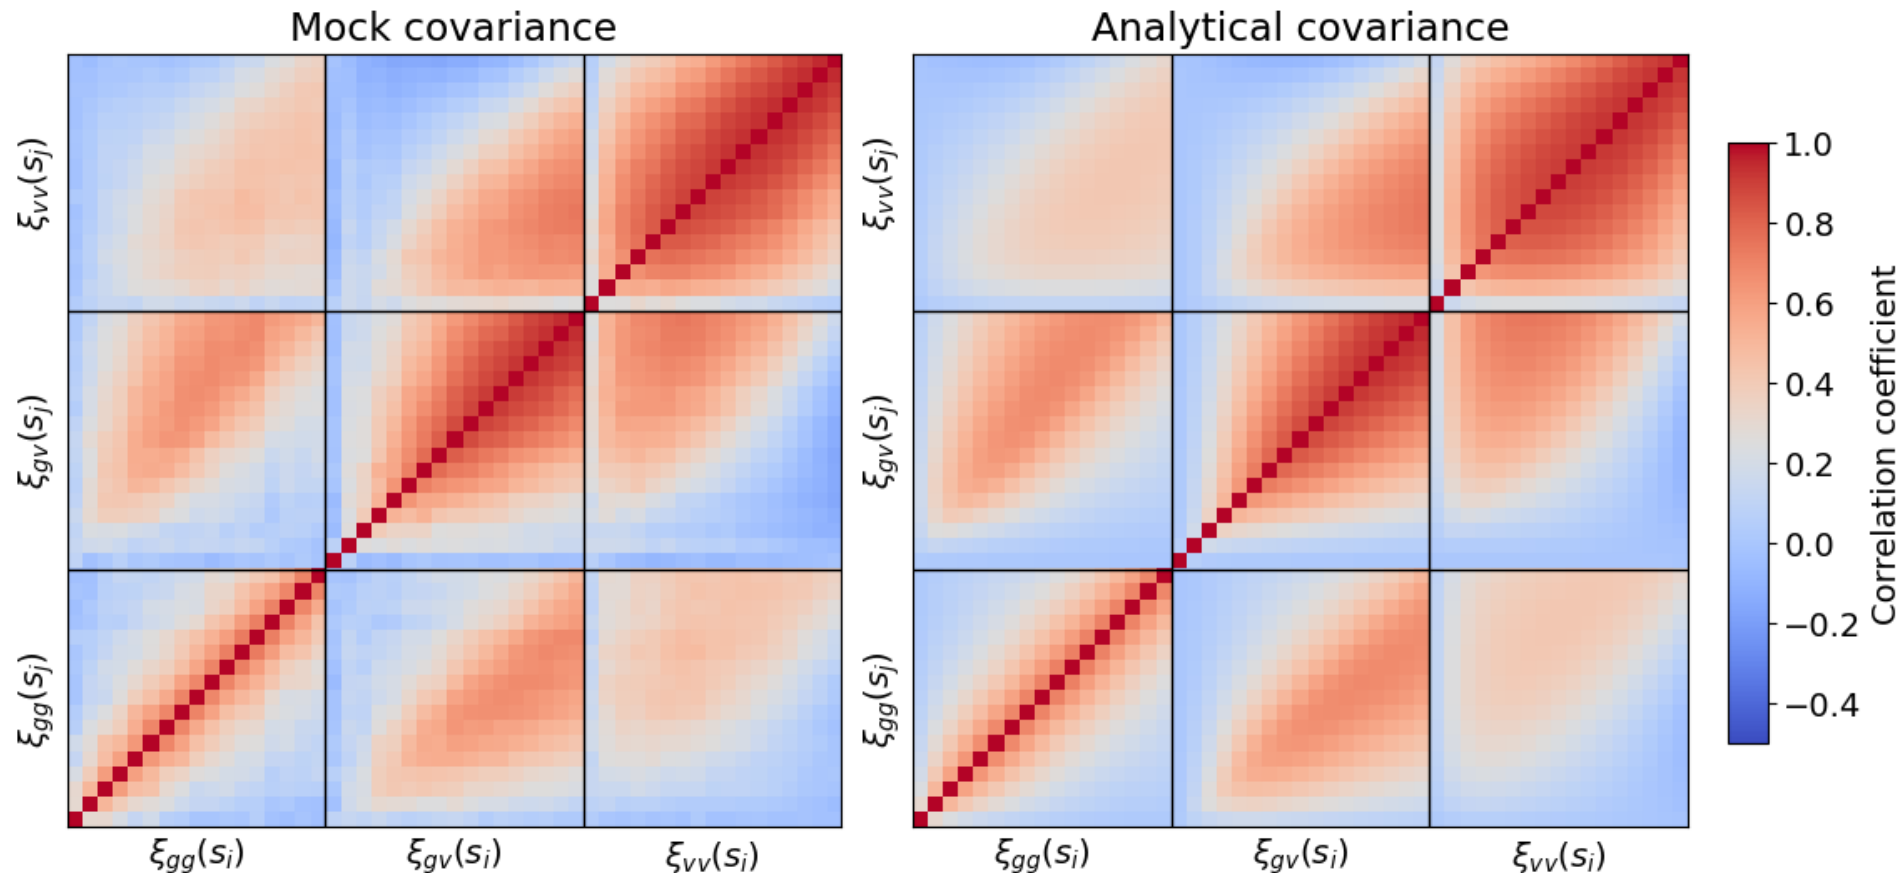 Mock covariance
Analytical covariance
ξvv(sj)
ξgv(sj)
ξgg(sj)
ξgg(si)
ξgv(si)
ξvv(si)
ξvv(sj)
ξgv(sj)
ξgg(sj)
ξgg(si)
ξgv(si)
ξvv(si)
1.0
0.8
0.6
0.4
0.2
0.0
−0.2
−0.4
Correlation coefficient